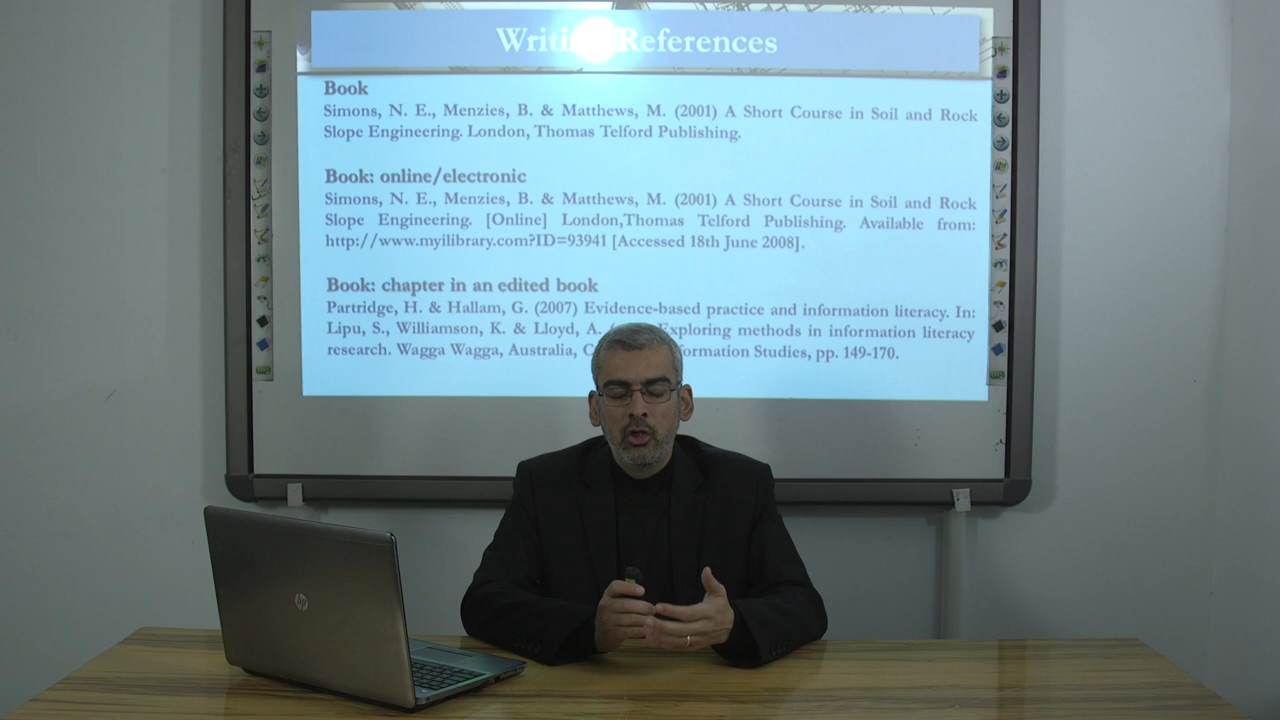 Writing References
Book
Simons, N. E., Menzies, B. & Matthews, M. (2001) A Short Course in Soil and Rock
Slope Engineering. London, Thomas Telford Publishing.
Book: online/electronic
Simons, N. E., Menzies, B. & Matthews, M. (2001) A Short Course in Soil and Rock
Slope Engineering. [Online] London,Thomas Telford Publishing. Available from:
http://www.myilibrary.com?ID=93941 [Accessed 18th June 2008].
Book: chapter in an edited book
Partridge, H. & Hallam, G. (2007) Evidence-based practice and information literacy. In:
Lipu, S., Williamson, K. & Lloyd, A. Exploring methods in information literacy
research. Wagga Wagga, Australia, Information Studies, pp. 149-170.
hp